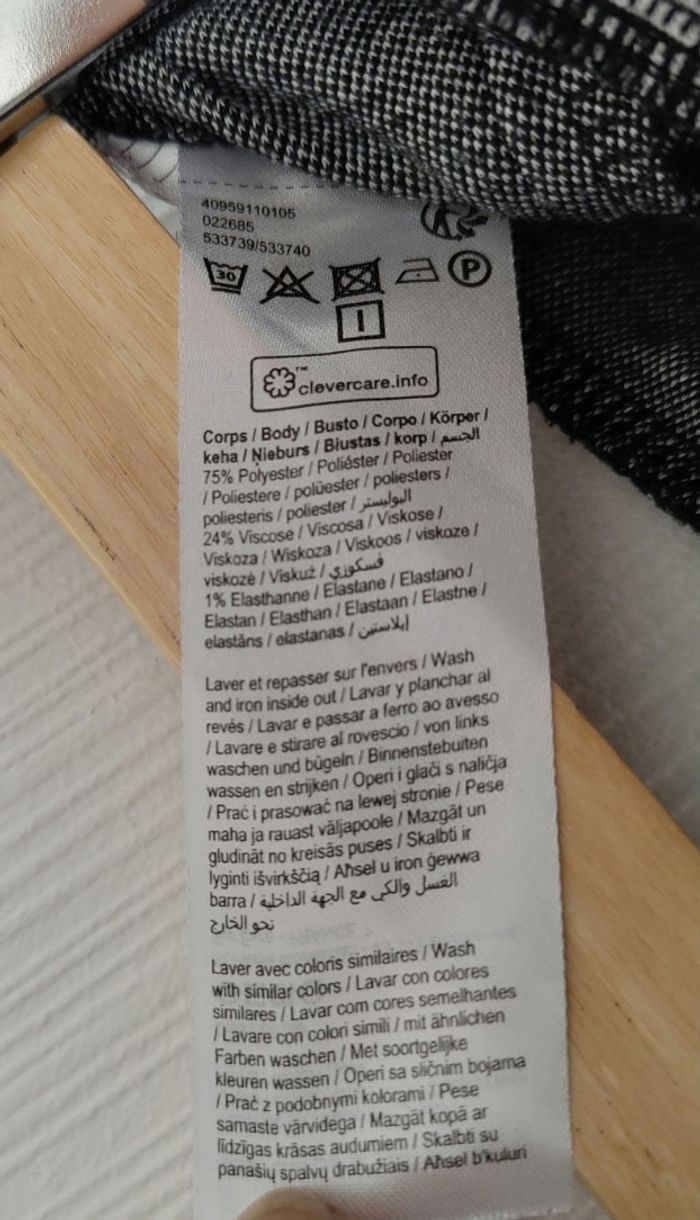 40959110105
022685
533739/533740
30
P
clevercare.info
Corps / Body / Busto / Corpo / Körper /
keha / Ņieburs / Blustas / korp / الجسم
75% Polyester / Poliéster / Poliester
/ Poliestere / polüester / poliesters /
poliesteris / poliester / البوليستر
24% Viscose / Viscosa / Viskose /
Viskoza / Wiskoza / Viskoos / viskoze /
viskozė / Viskuż / فسكوزي
1% Elasthanne / Elastane / Elastano /
Elastan / Elasthan / Elastaan / Elastne /
elastāns / elastanas / إيلاستين
Laver et repasser sur l'envers / Wash
and iron inside out / Lavar y planchar al
revés / Lavar e passar a ferro ao avesso
/ Lavare e stirare al rovescio / von links
waschen und bügeln / Binnenstebuiten
wassen en strijken / Operi i glači s naličja
/ Prać i prasować na lewej stronie / Pese
maha ja rauast väljapoole / Mazgāt un
gludināt no kreisās puses / Skalbti ir
lyginti išvirkščią / Aħsel u iron ġewwa
barra / الغسل والكي مع الجهة الداخلية
نحو الخارج
Laver avec coloris similaires / Wash
with similar colors / Lavar con colores
similares / Lavar com cores semelhantes
/ Lavare con colori simili / mit ähnlichen
Farben waschen / Met soortgelijke
kleuren wassen / Operi sa sličnim bojama
/ Prać z podobnymi kolorami / Pese
samaste värvidega / Mazgāt kopā ar
līdzīgas krāsas audumiem / Skalbti su
panašių spalvų drabužiais / Aħsel b'kuluri